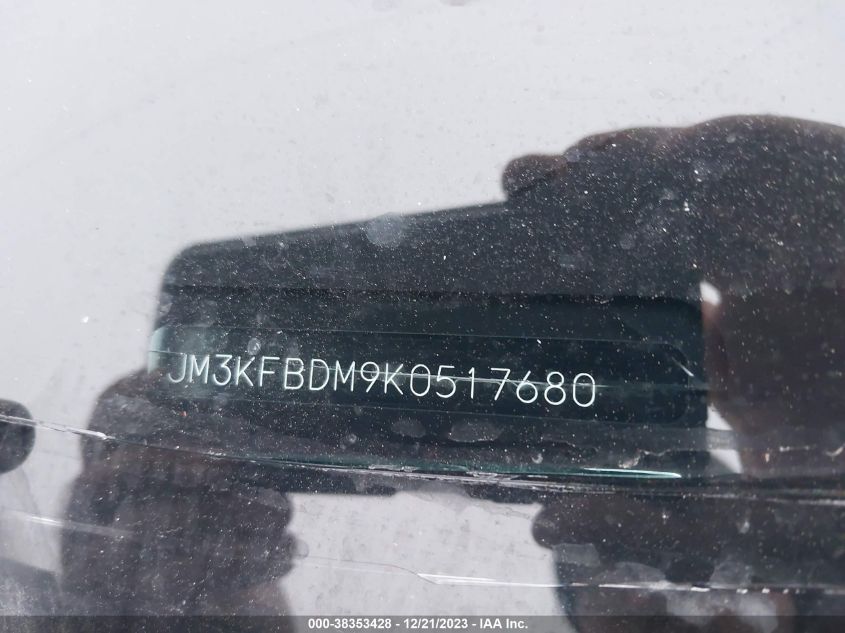 JM3KFBDM9K0517680
000-38353428 - 12/21/2023 - IAA Inc.